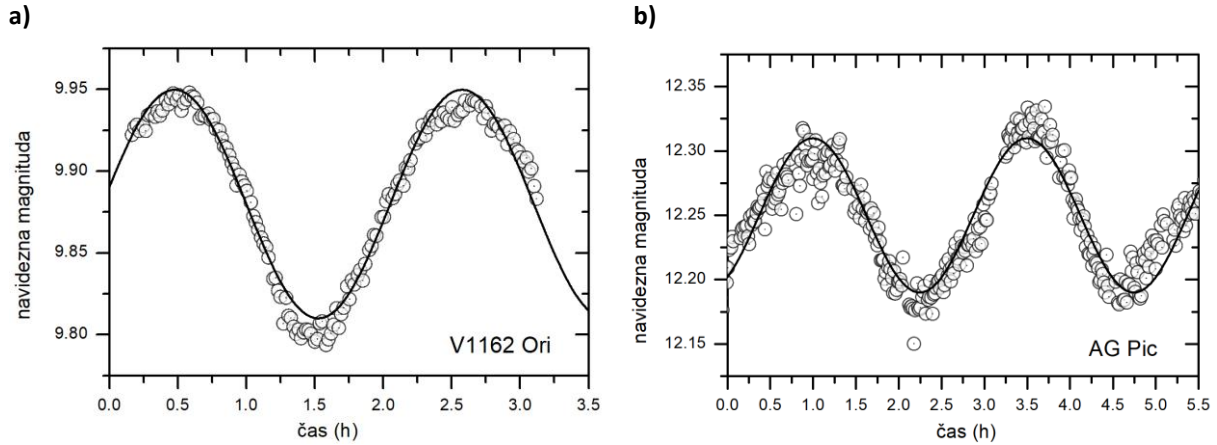 a)
9.95
9.90
9.85
9.80
navidezna magnituda
V1162 Ori
0.0 0.5 1.0 1.5 2.0 2.5 3.0 3.5
čas (h)
b)
12.35
12.30
12.25
12.20
12.15
navidezna magnituda
AG Pic
0.0 0.5 1.0 1.5 2.0 2.5 3.0 3.5 4.0 4.5 5.0 5.5
čas (h)